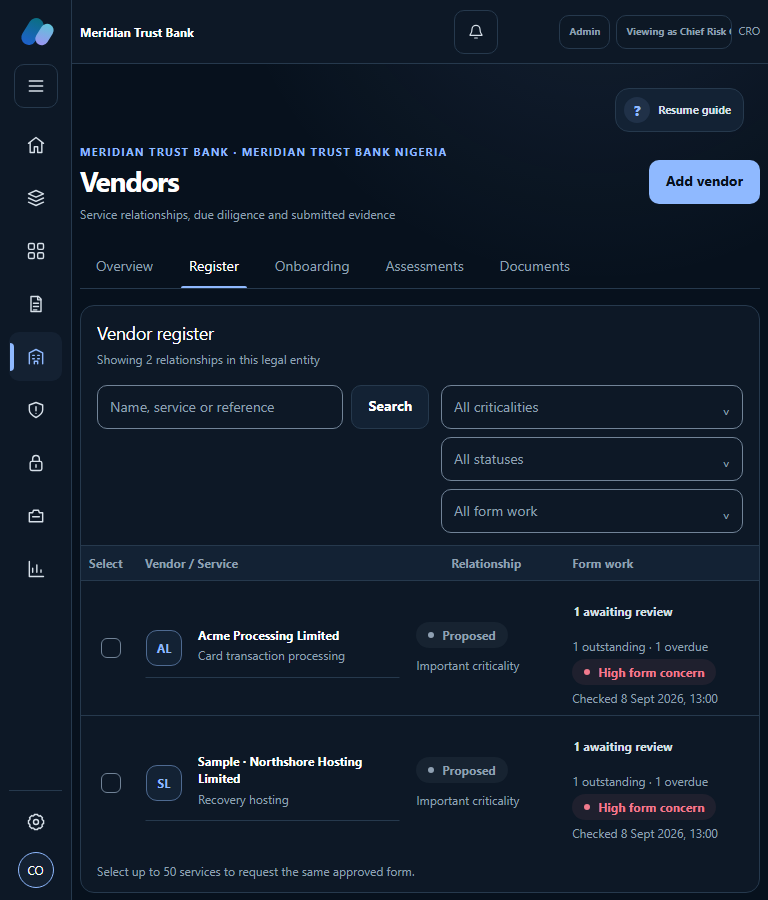 Meridian Trust Bank
Admin
Viewing as Chief Risk
CRO
? Resume guide
MERIDIAN TRUST BANK · MERIDIAN TRUST BANK NIGERIA
Vendors
Add vendor
Service relationships, due diligence and submitted evidence
Overview Register Onboarding Assessments Documents
Vendor register
Showing 2 relationships in this legal entity
Name, service or reference
Search
All criticalities
All statuses
All form work
Select Vendor / Service Relationship Form work
AL
Acme Processing Limited
Card transaction processing
Proposed
Important criticality
1 awaiting review
1 outstanding · 1 overdue
High form concern
Checked 8 Sept 2026, 13:00
SL
Sample · Northshore Hosting
Limited
Recovery hosting
Proposed
Important criticality
1 awaiting review
1 outstanding · 1 overdue
High form concern
Checked 8 Sept 2026, 13:00
Select up to 50 services to request the same approved form.
CO